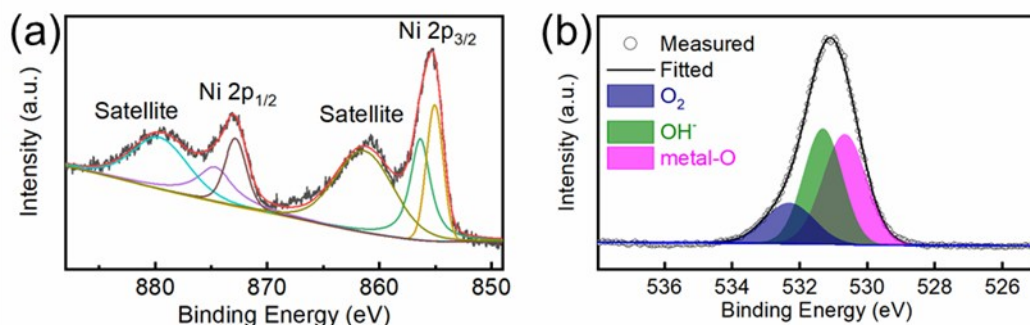 (a)
Ni 2p3/2
Ni 2p1/2
Satellite
Satellite
Intensity (a.u.)
880
870
860
850
Binding Energy (eV)
(b)
Measured
Fitted
O2
OH-
metal-O
Intensity (a.u.)
536
534
532
530
528
526
Binding Energy (eV)